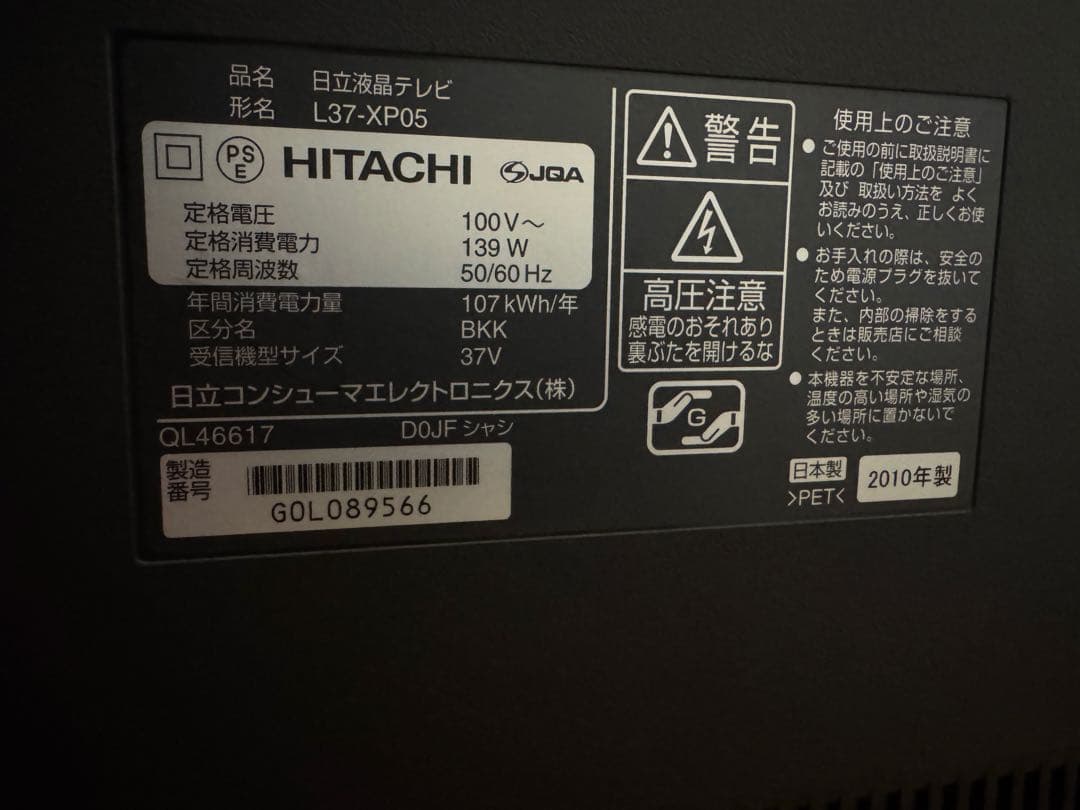 品名 日立液晶テレビ
形名 L37-XP05
PS
E
HITACHI
JQA
定格電圧 100V～
定格消費電力 139W
定格周波数 50/60Hz
年間消費電力量 107kWh/年
区分名 BKK
受信機型サイズ 37V
日立コンシューマエレクトロニクス(株)
QL46617 D0JFシャシ
製造
番号
G0L089566
警告
高圧注意
感電のおそれあり
裏ぶたを開けるな
G
使用上のご注意
●ご使用の前に取扱説明書に
記載の「使用上のご注意」
及び 取扱い方法を よく
お読みのうえ、正しくお使
いください。
●お手入れの際は、安全の
ため電源プラグを抜いて
ください。
また、内部の掃除をする
ときは販売店にご相談
ください。
●本機器を不安定な場所、
温度の高い場所や湿気の
多い場所に置かないで
ください。
日本製
>PET<
2010年製